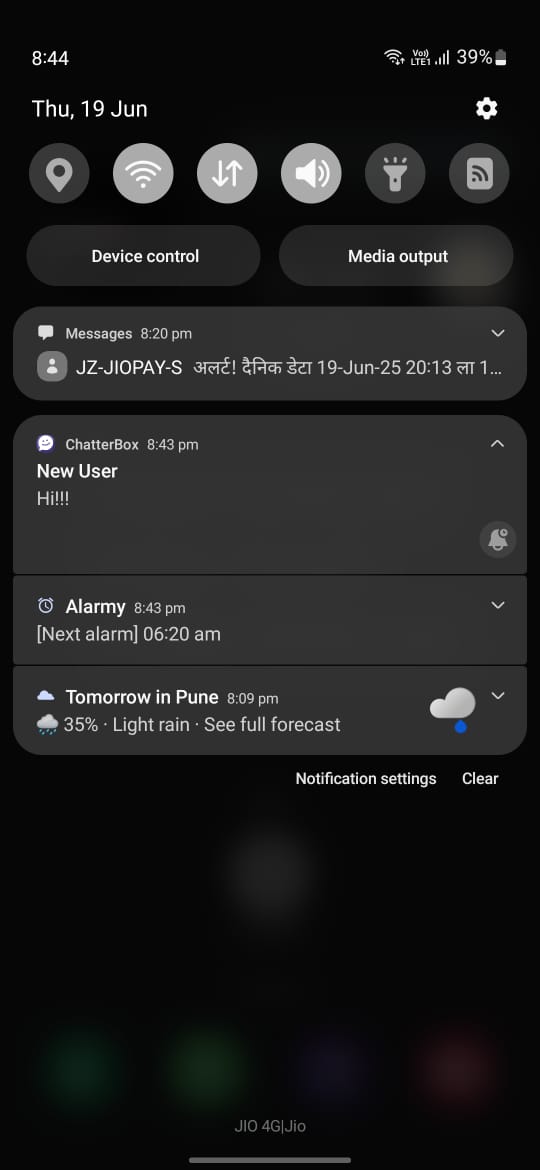 8:44
Vo)) LTE1 39%
Thu, 19 Jun
Device control
Media output
Messages 8:20 pm
JZ-JIOPAY-S अलर्ट! दैनिक डेटा 19-Jun-25 20:13 ला 1...
ChatterBox 8:43 pm
New User
Hi!!!
Alarmy 8:43 pm
[Next alarm] 06:20 am
Tomorrow in Pune 8:09 pm
35% · Light rain · See full forecast
Notification settings
Clear
JIO 4G|Jio